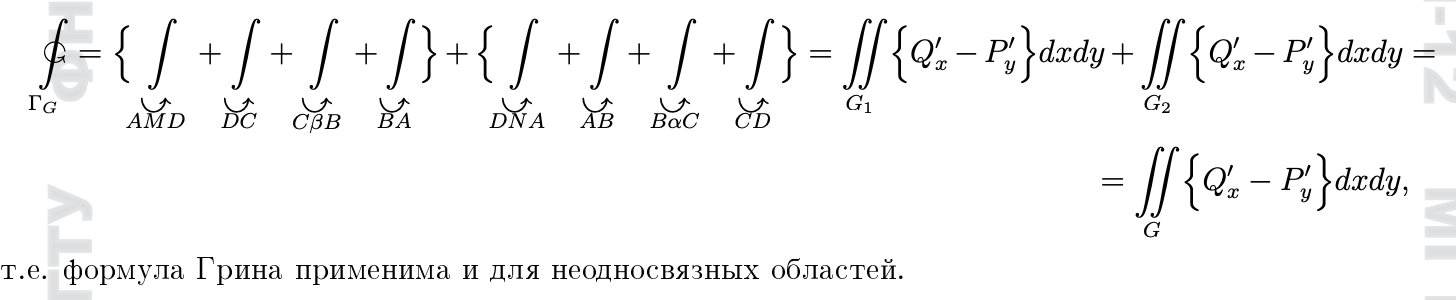 ∮_{Γ_G} = { ∫_{AMD} + ∫_{DC} + ∫_{CβB} + ∫_{BA} } + { ∫_{DNA} + ∫_{AB} + ∫_{BαC} + ∫_{CD} } = ∬_{G_1} { Q'_x − P'_y } dxdy + ∬_{G_2} { Q'_x − P'_y } dxdy =
= ∬_G { Q'_x − P'_y } dxdy,
т.е. формула Грина применима и для неодносвязных областей.